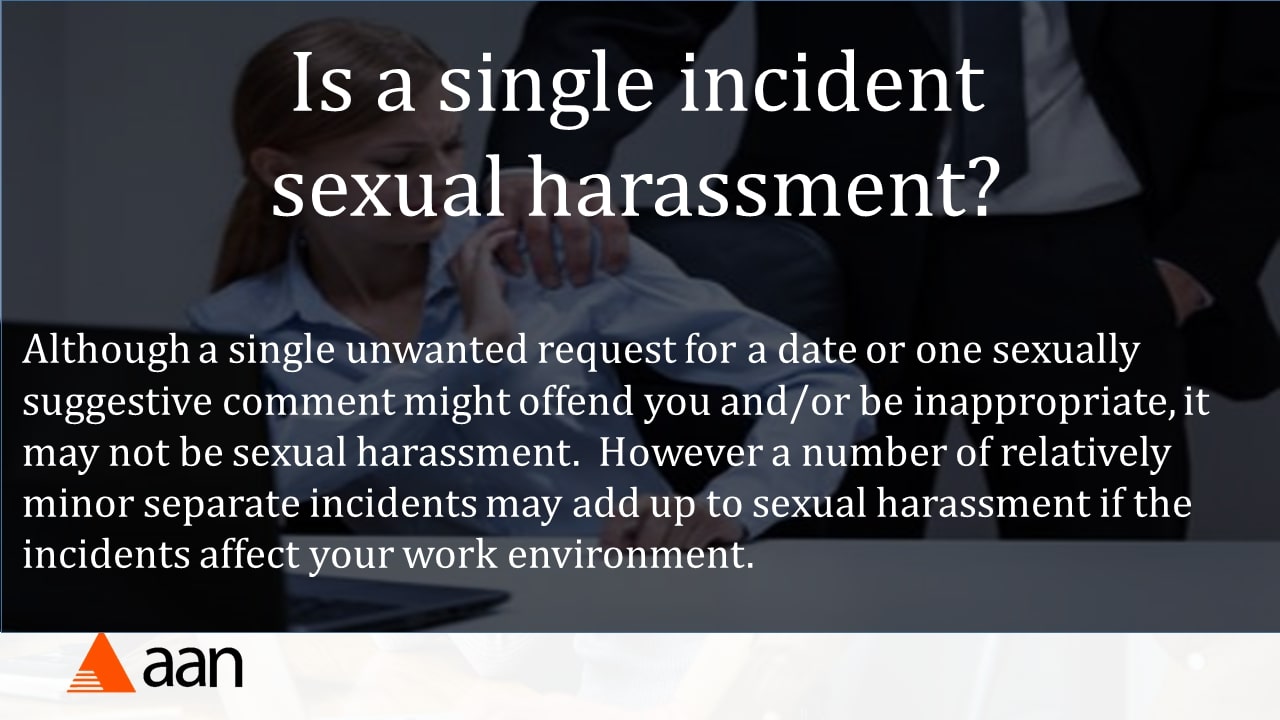 Is a single incident
sexual harassment?
Although a single unwanted request for a date or one sexually
suggestive comment might offend you and/or be inappropriate, it
may not be sexual harassment.  However a number of relatively
minor separate incidents may add up to sexual harassment if the
incidents affect your work environment.
aan